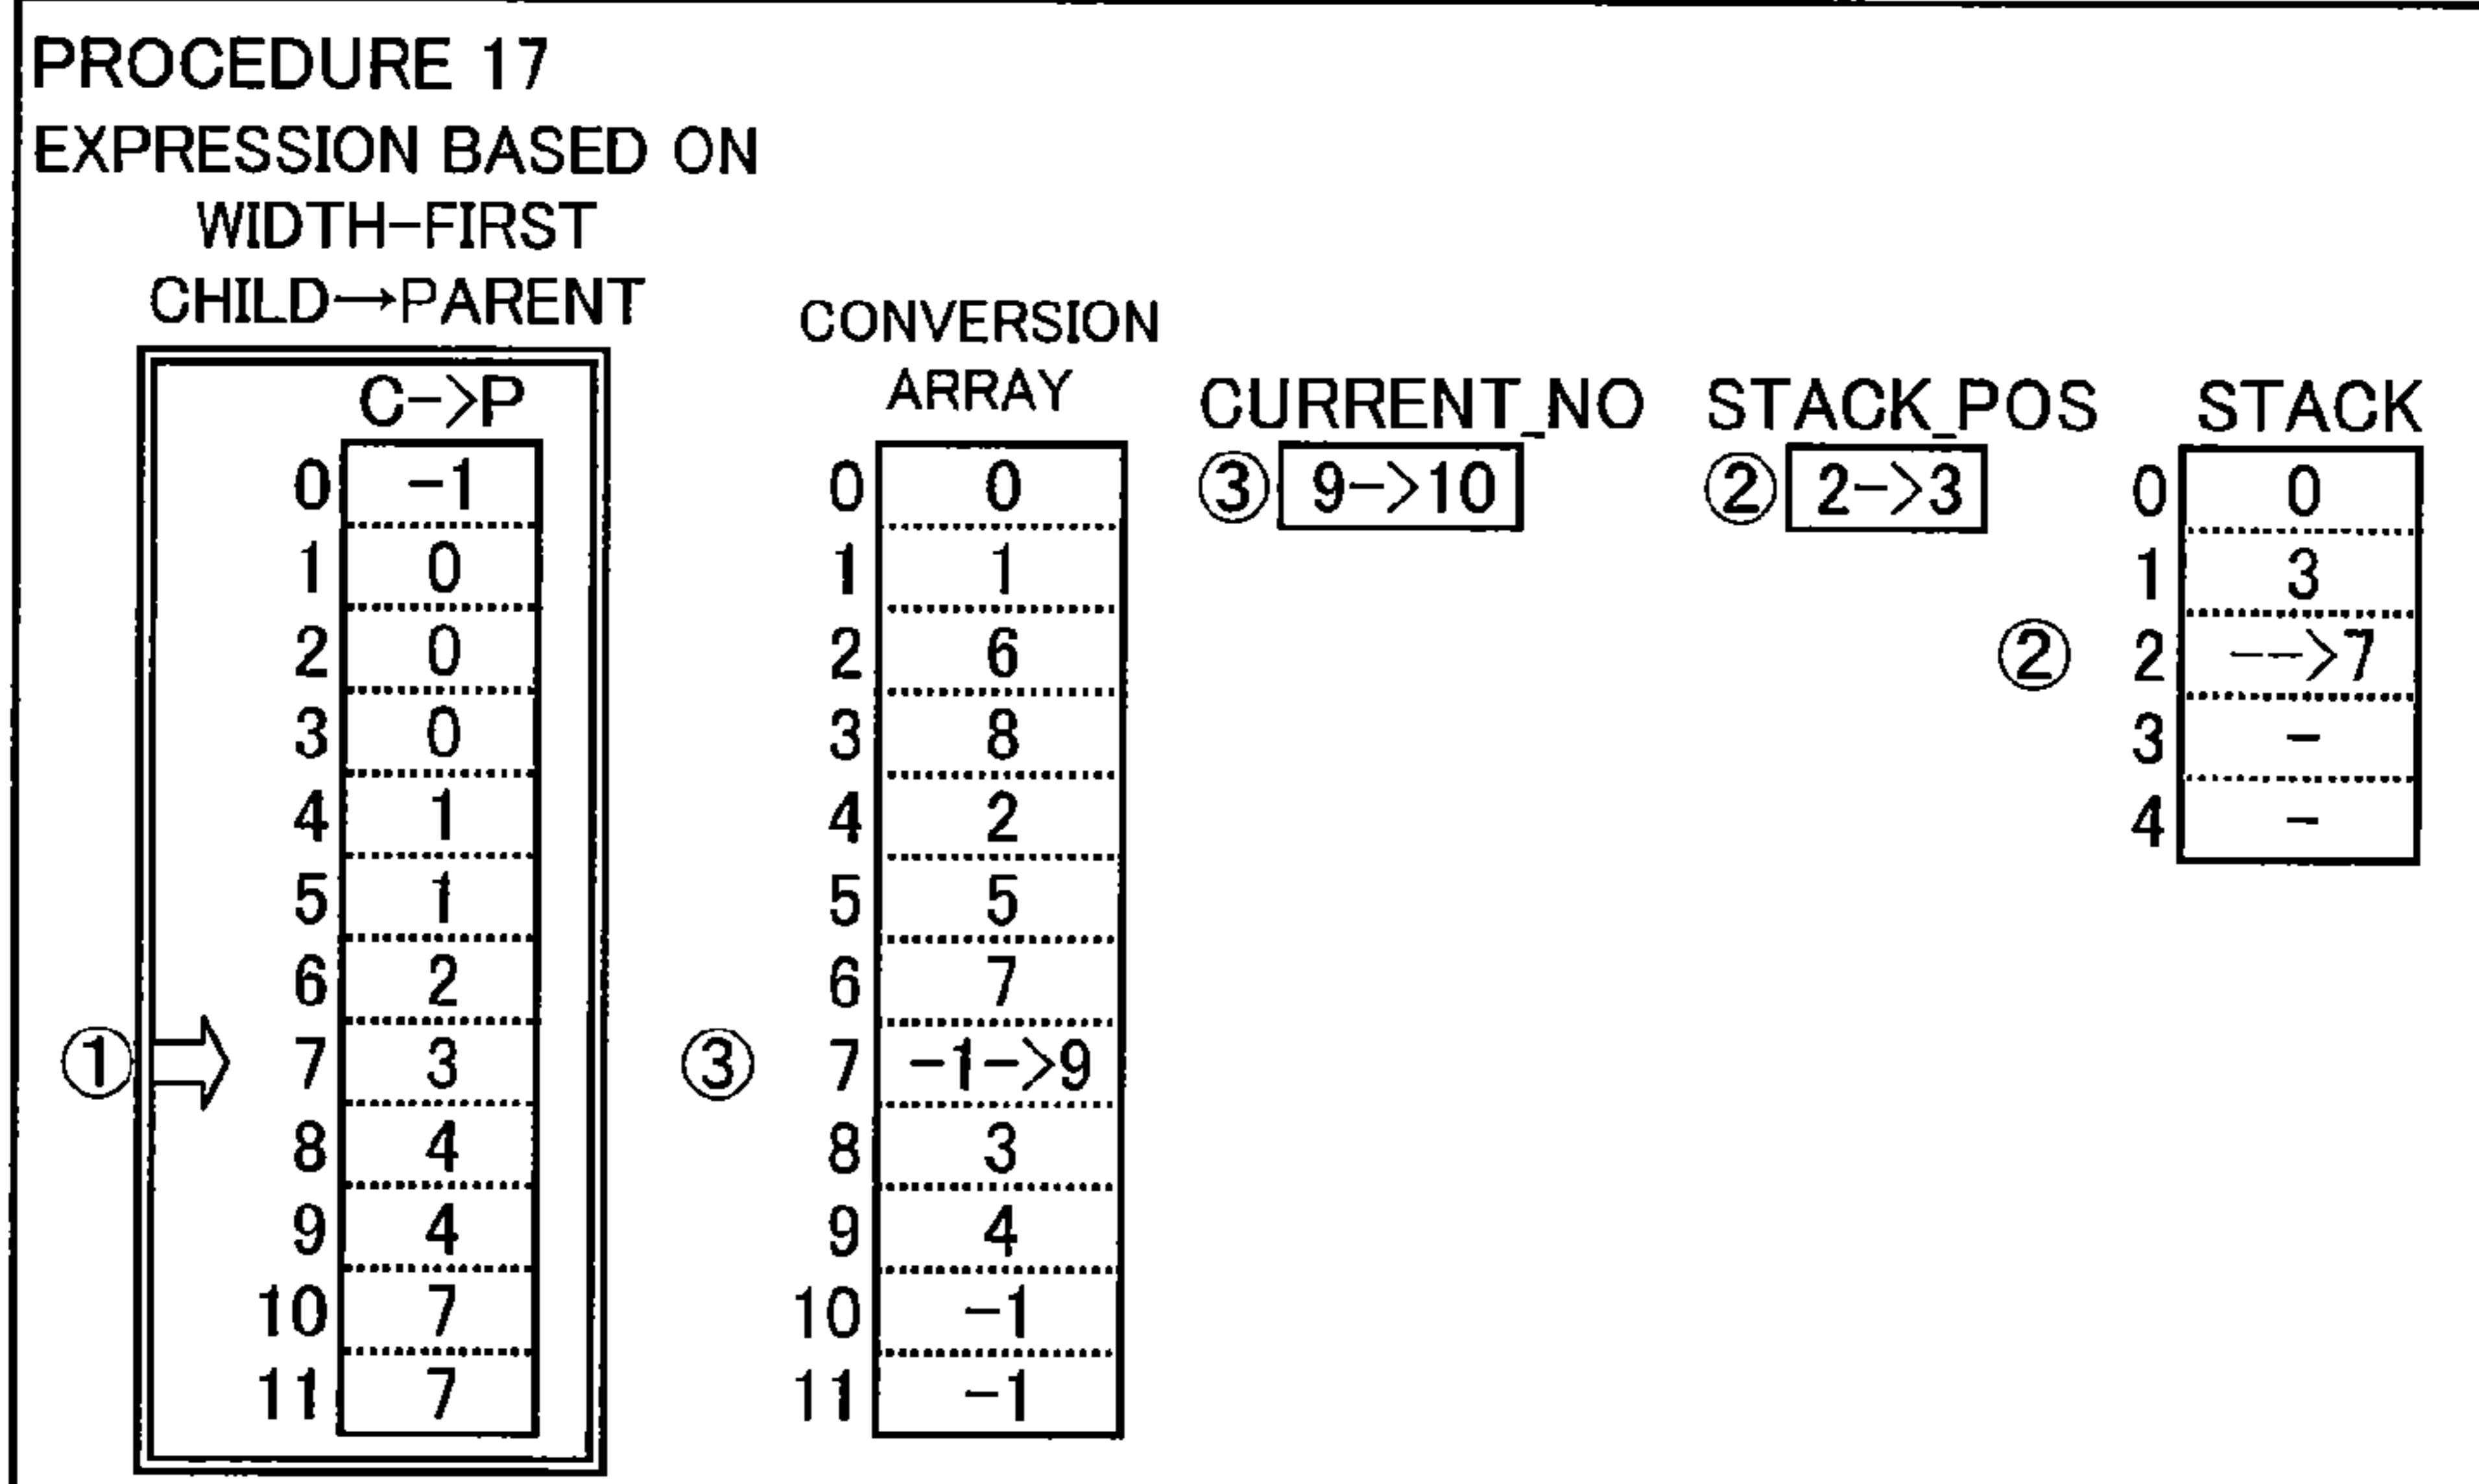 PROCEDURE 17
EXPRESSION BASED ON
WIDTH-FIRST
CHILD→PARENT
C->P
0 -1
1 0
2 0
3 0
4 1
5 1
6 2
① 7 3
8 4
9 4
10 7
11 7
CONVERSION
ARRAY
0 0
1 1
2 6
3 8
4 2
5 5
6 7
③ 7 -1->9
8 3
9 4
10 -1
11 -1
CURRENT_NO
③ 9->10
STACK_POS
② 2->3
STACK
0 0
1 3
② 2 -->7
3 -
4 -